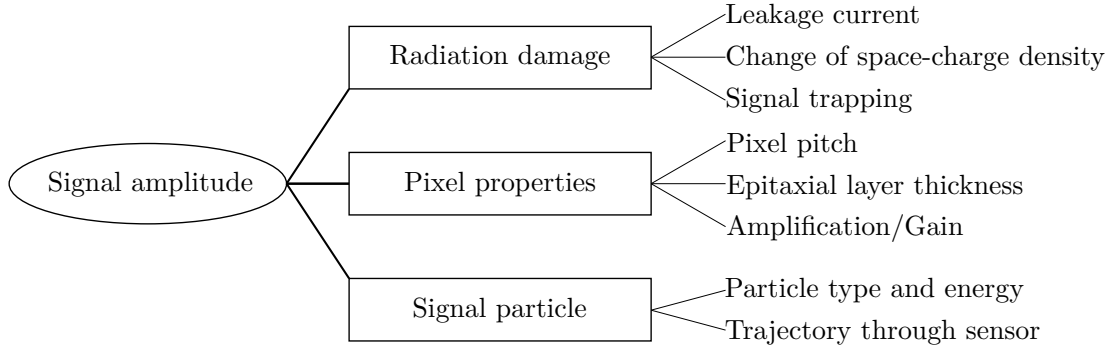 Signal amplitude
Radiation damage
Leakage current
Change of space-charge density
Signal trapping
Pixel properties
Pixel pitch
Epitaxial layer thickness
Amplification/Gain
Signal particle
Particle type and energy
Trajectory through sensor